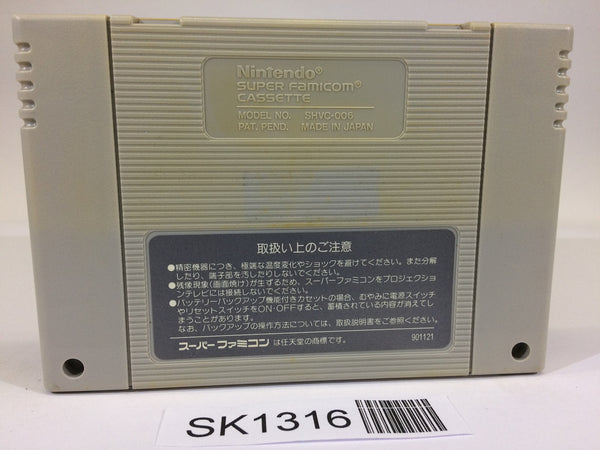 Nintendo®
SUPER Famicom®
CASSETTE
MODEL NO. SHVC-006
PAT. PEND. MADE IN JAPAN
取扱い上のご注意
●精密機器につき、極端な温度変化やショックを避けてください。また分解
したり、端子部を汚したりしないでください。
●残像現象(画面焼け)が生ずるため、スーパーファミコンをプロジェクショ
ンテレビには接続しないでください。
●バッテリーバックアップ機能付きカセットの場合、むやみに電源スイッチ
やリセットスイッチをON・OFFすると、蓄積されている内容が消えてし
まうことがあります。
なお、バックアップの操作方法については、取扱説明書をご参照ください。
スーパーファミコンは任天堂の商標です。 901121
SK1316